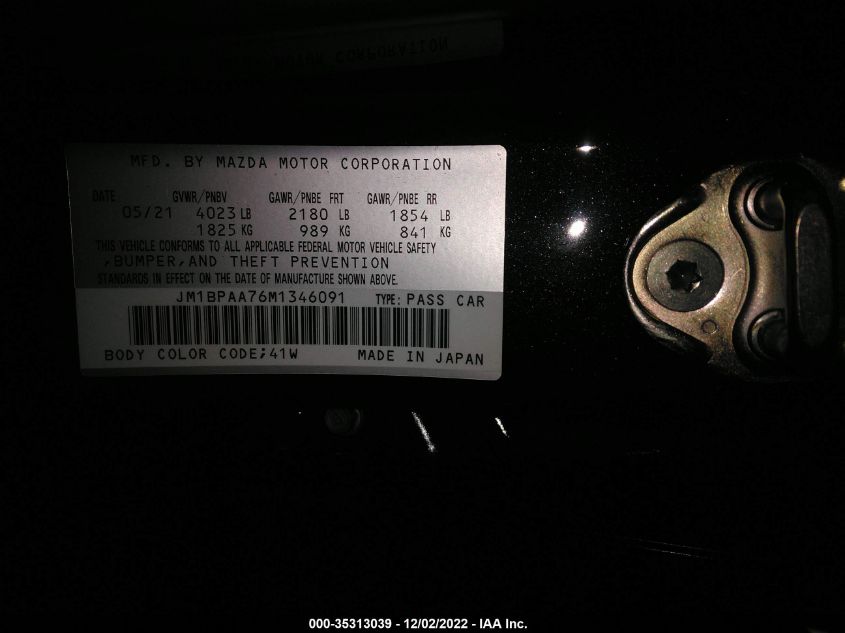 MOTOR CORPORATION
MFD. BY MAZDA MOTOR CORPORATION
DATE: GVWR/PNBV GAWR/PNBE FRT GAWR/PNBE RR
05/21 4023 LB 2180 LB 1854 LB
1825 KG 989 KG 841 KG
THIS VEHICLE CONFORMS TO ALL APPLICABLE FEDERAL MOTOR VEHICLE SAFETY
,BUMPER,AND THEFT PREVENTION
STANDARDS IN EFFECT ON THE DATE OF MANUFACTURE SHOWN ABOVE.
JM1BPAA76M1346091 TYPE: PASS CAR
BODY COLOR CODE;41W MADE IN JAPAN
000-35313039 - 12/02/2022 - IAA Inc.